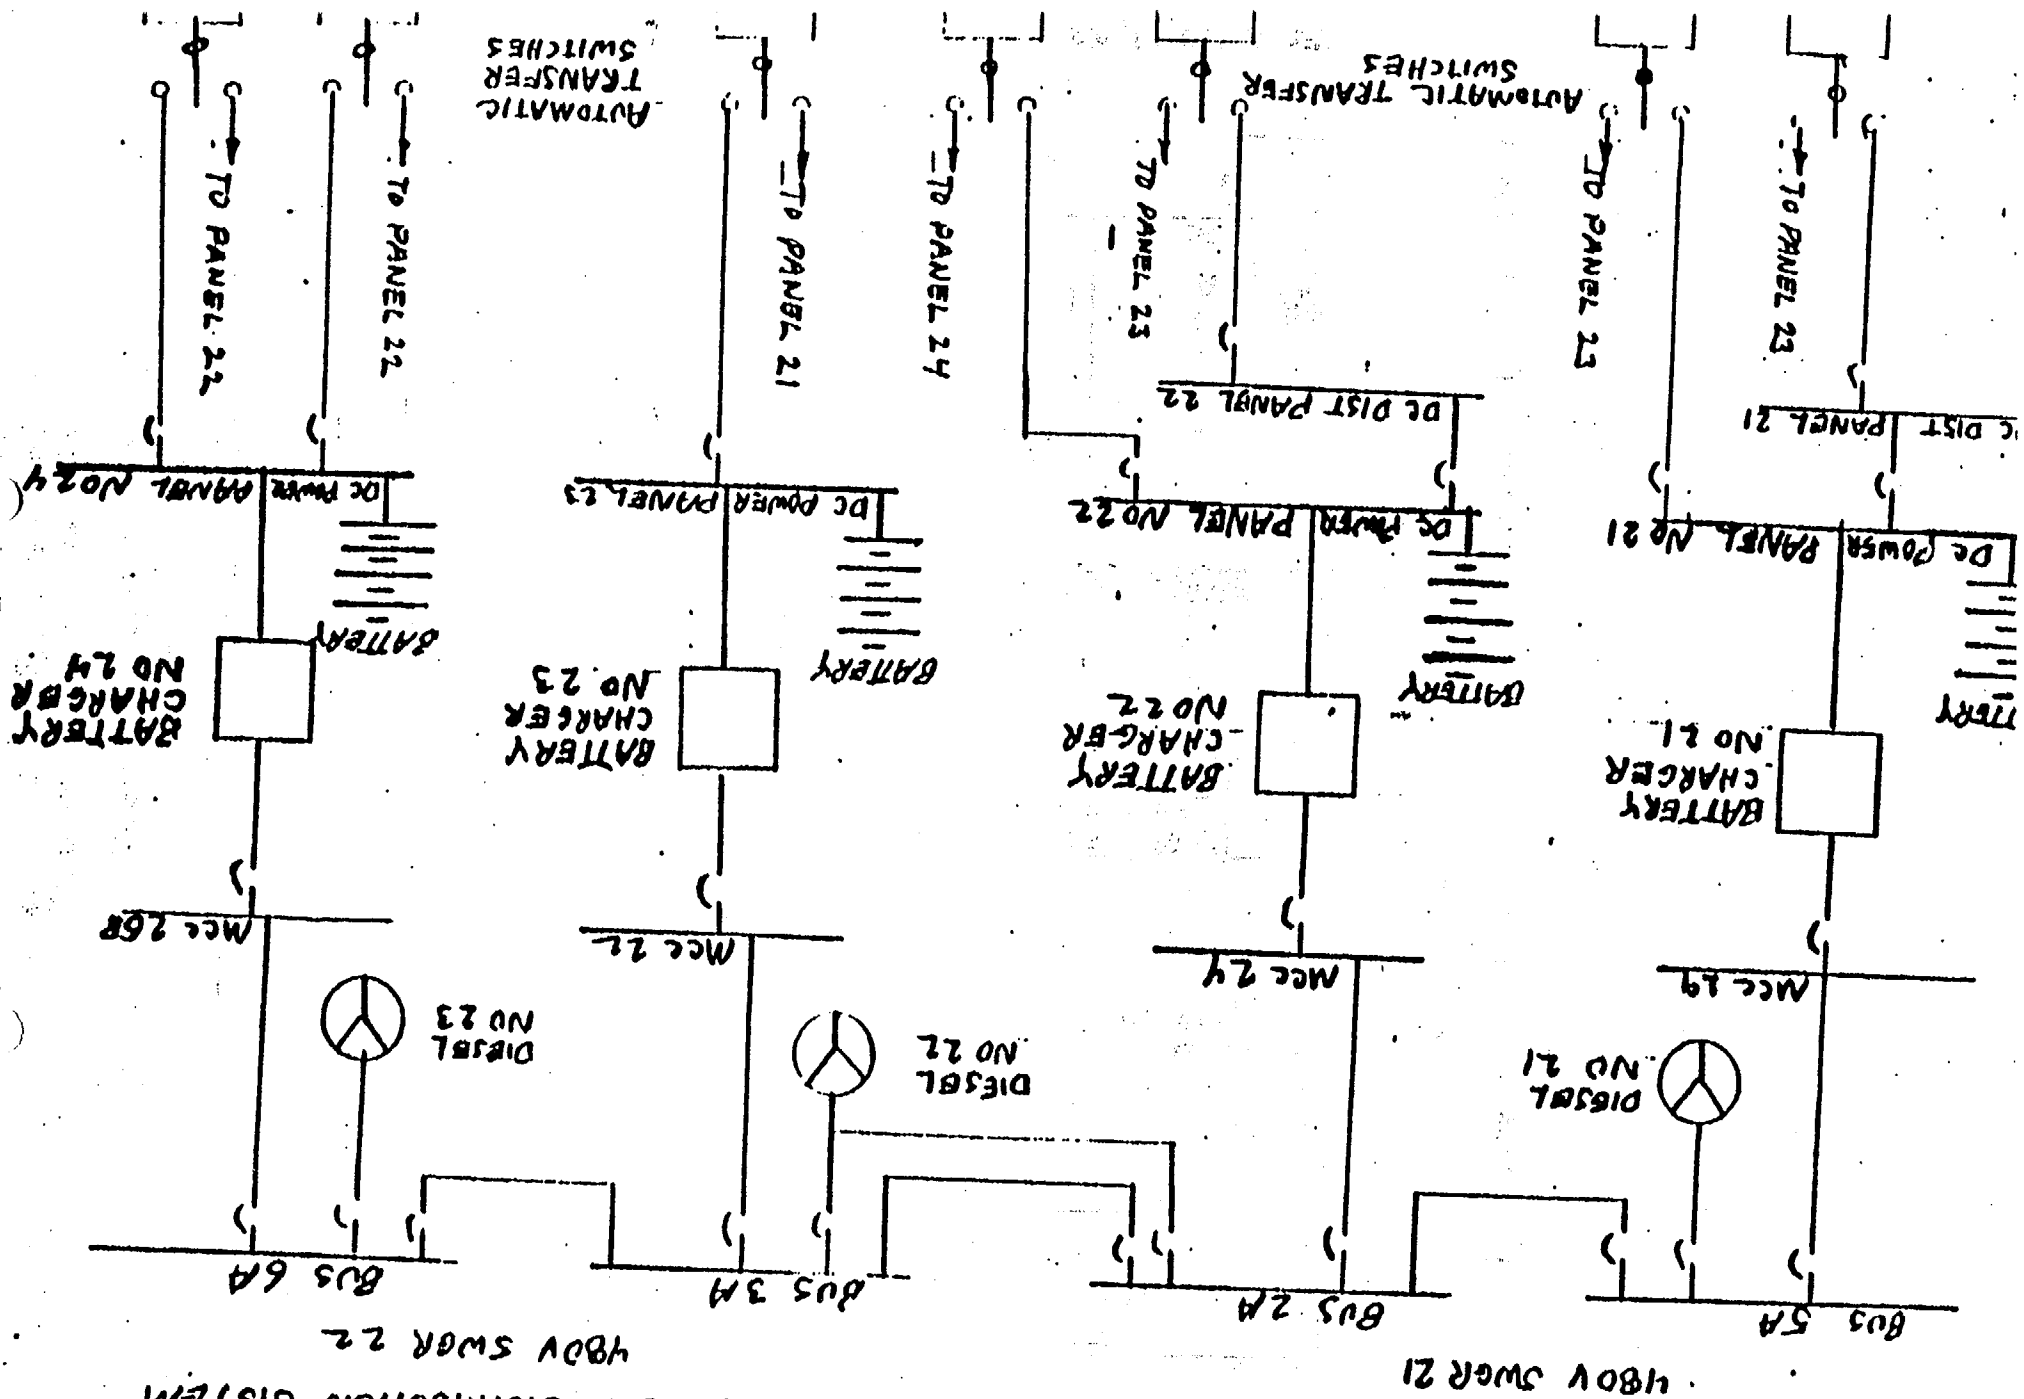 480V SWGR 21
480V SWGR 22
BUS 5A
BUS 2A
BUS 3A
BUS 6A
DIESEL
NO 21
DIESEL
NO 22
DIESEL
NO 23
MCC 29
MCC 24
MCC 22
MCC 26B
BATTERY
CHARGER
NO 21
BATTERY
CHARGER
NO 22
BATTERY
CHARGER
NO. 23
BATTERY
CHARGER
NO 24
BATTERY
BATTERY
BATTERY
DC POWER PANEL NO 21
DC POWER PANEL NO 22
DC POWER PANEL 23
DC POWER PANEL NO 24
DIST PANEL 21
DC DIST PANEL 22
TO PANEL 23
TO PANEL 23
TO PANEL 23
TO PANEL 24
TO PANEL 21
TO PANEL 22
TO PANEL 22
AUTOMATIC TRANSFER
SWITCHES
AUTOMATIC
TRANSFER
SWITCHES